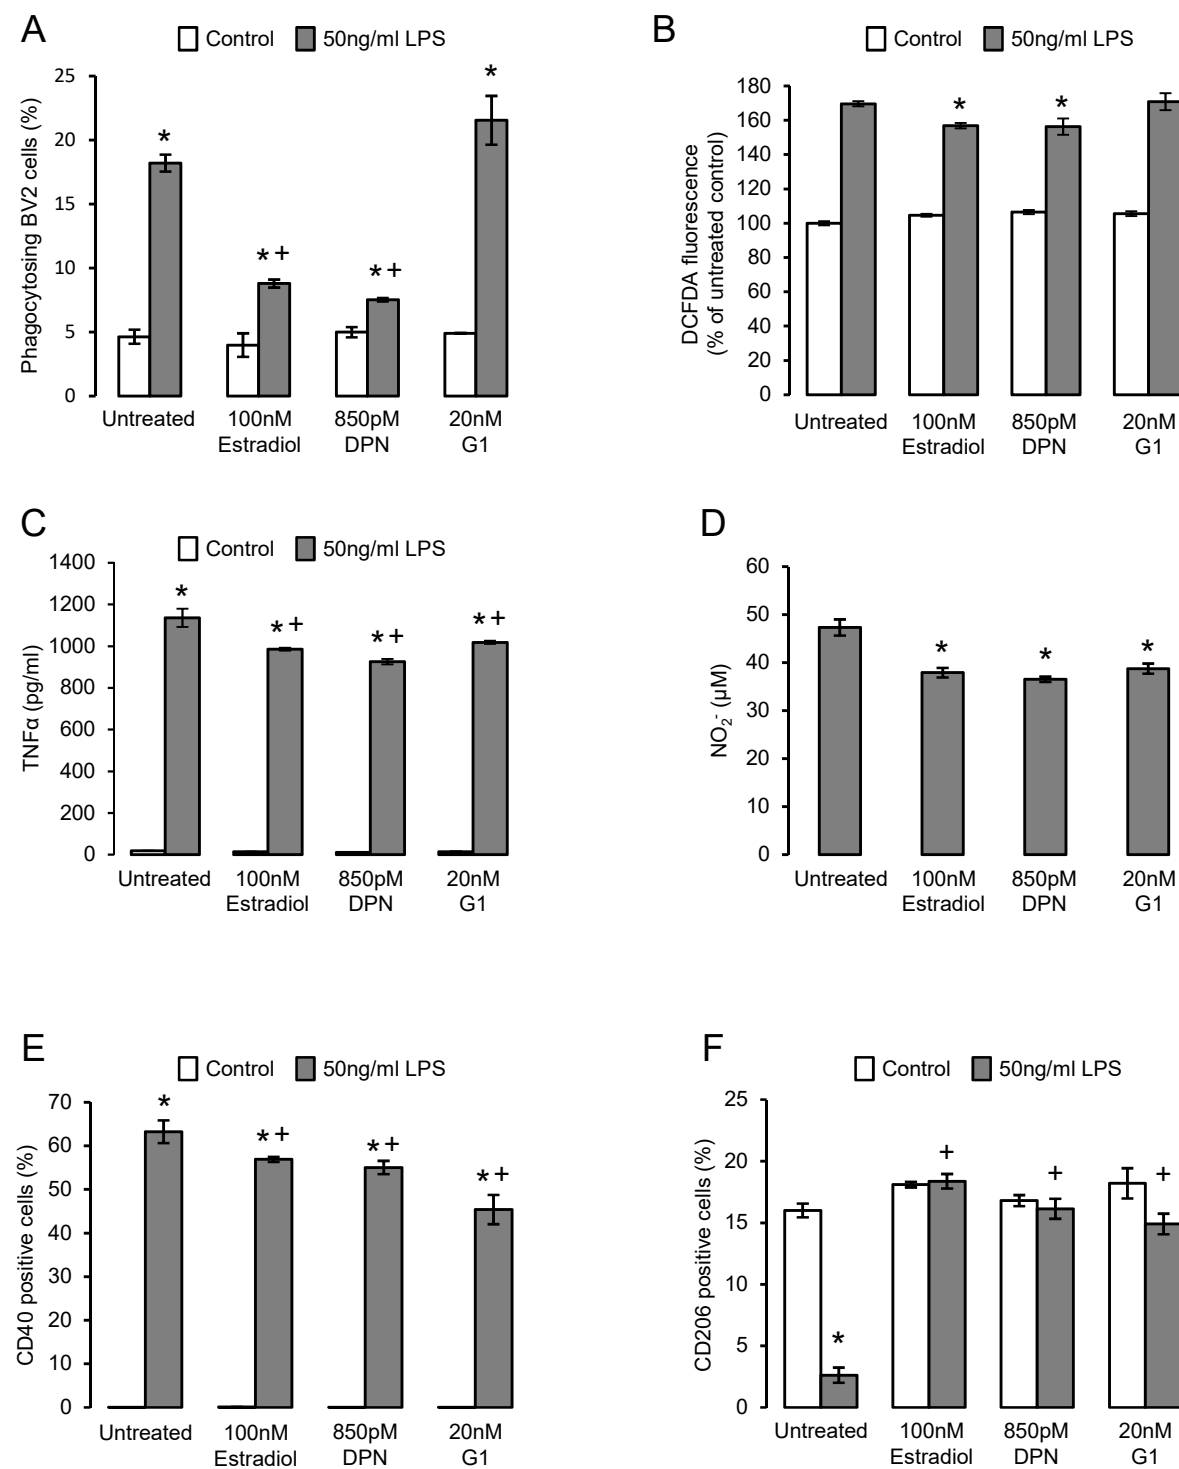 A
Control 50ng/ml LPS
Phagocytosing BV2 cells (%)
25
20
15
10
5
0
*
* +
* +
*
Untreated 100nM 850pM 20nM
Estradiol DPN G1
B
Control 50ng/ml LPS
DCFDA fluorescence
(% of untreated control)
180
160
140
120
100
80
60
40
20
0
*
*
Untreated 100nM 850pM 20nM
Estradiol DPN G1
C
Control 50ng/ml LPS
TNFα (pg/ml)
1400
1200
1000
800
600
400
200
0
*
* +
* +
* +
Untreated 100nM 850pM 20nM
Estradiol DPN G1
D
NO₂⁻ (µM)
60
50
40
30
20
10
0
*
*
*
Untreated 100nM 850pM 20nM
Estradiol DPN G1
E
Control 50ng/ml LPS
CD40 positive cells (%)
70
60
50
40
30
20
10
0
*
* +
* +
* +
Untreated 100nM 850pM 20nM
Estradiol DPN G1
F
Control 50ng/ml LPS
CD206 positive cells (%)
25
20
15
10
5
0
*
+
+
+
Untreated 100nM 850pM 20nM
Estradiol DPN G1